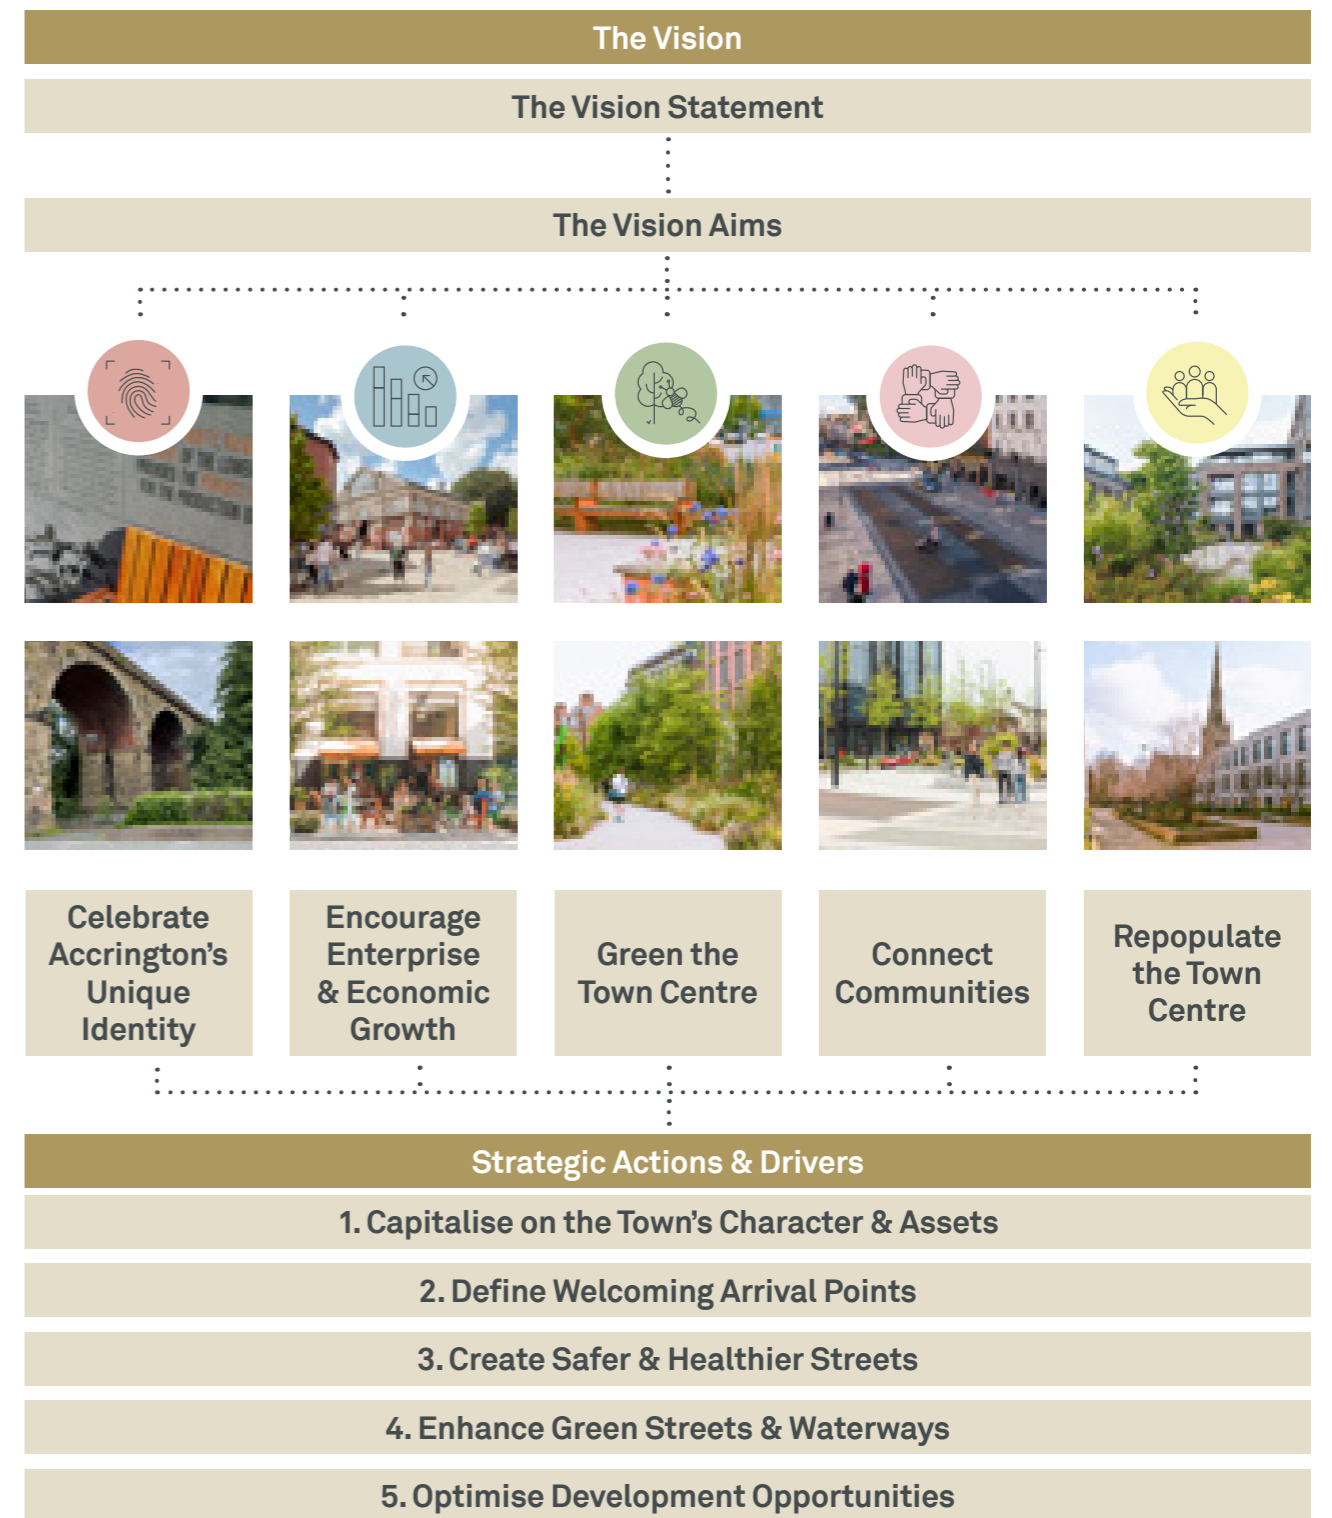 The Vision
The Vision Statement
The Vision Aims
Celebrate
Accrington’s
Unique
Identity
Encourage
Enterprise
& Economic
Growth
Green the
Town Centre
Connect
Communities
Repopulate
the Town
Centre
Strategic Actions & Drivers
1. Capitalise on the Town’s Character & Assets
2. Define Welcoming Arrival Points
3. Create Safer & Healthier Streets
4. Enhance Green Streets & Waterways
5. Optimise Development Opportunities